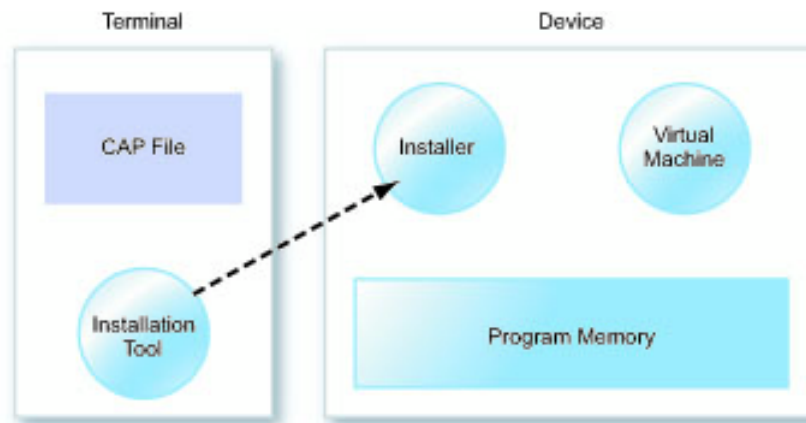 Terminal
Device
CAP File
Installer
Virtual
Machine
Installation
Tool
Program Memory